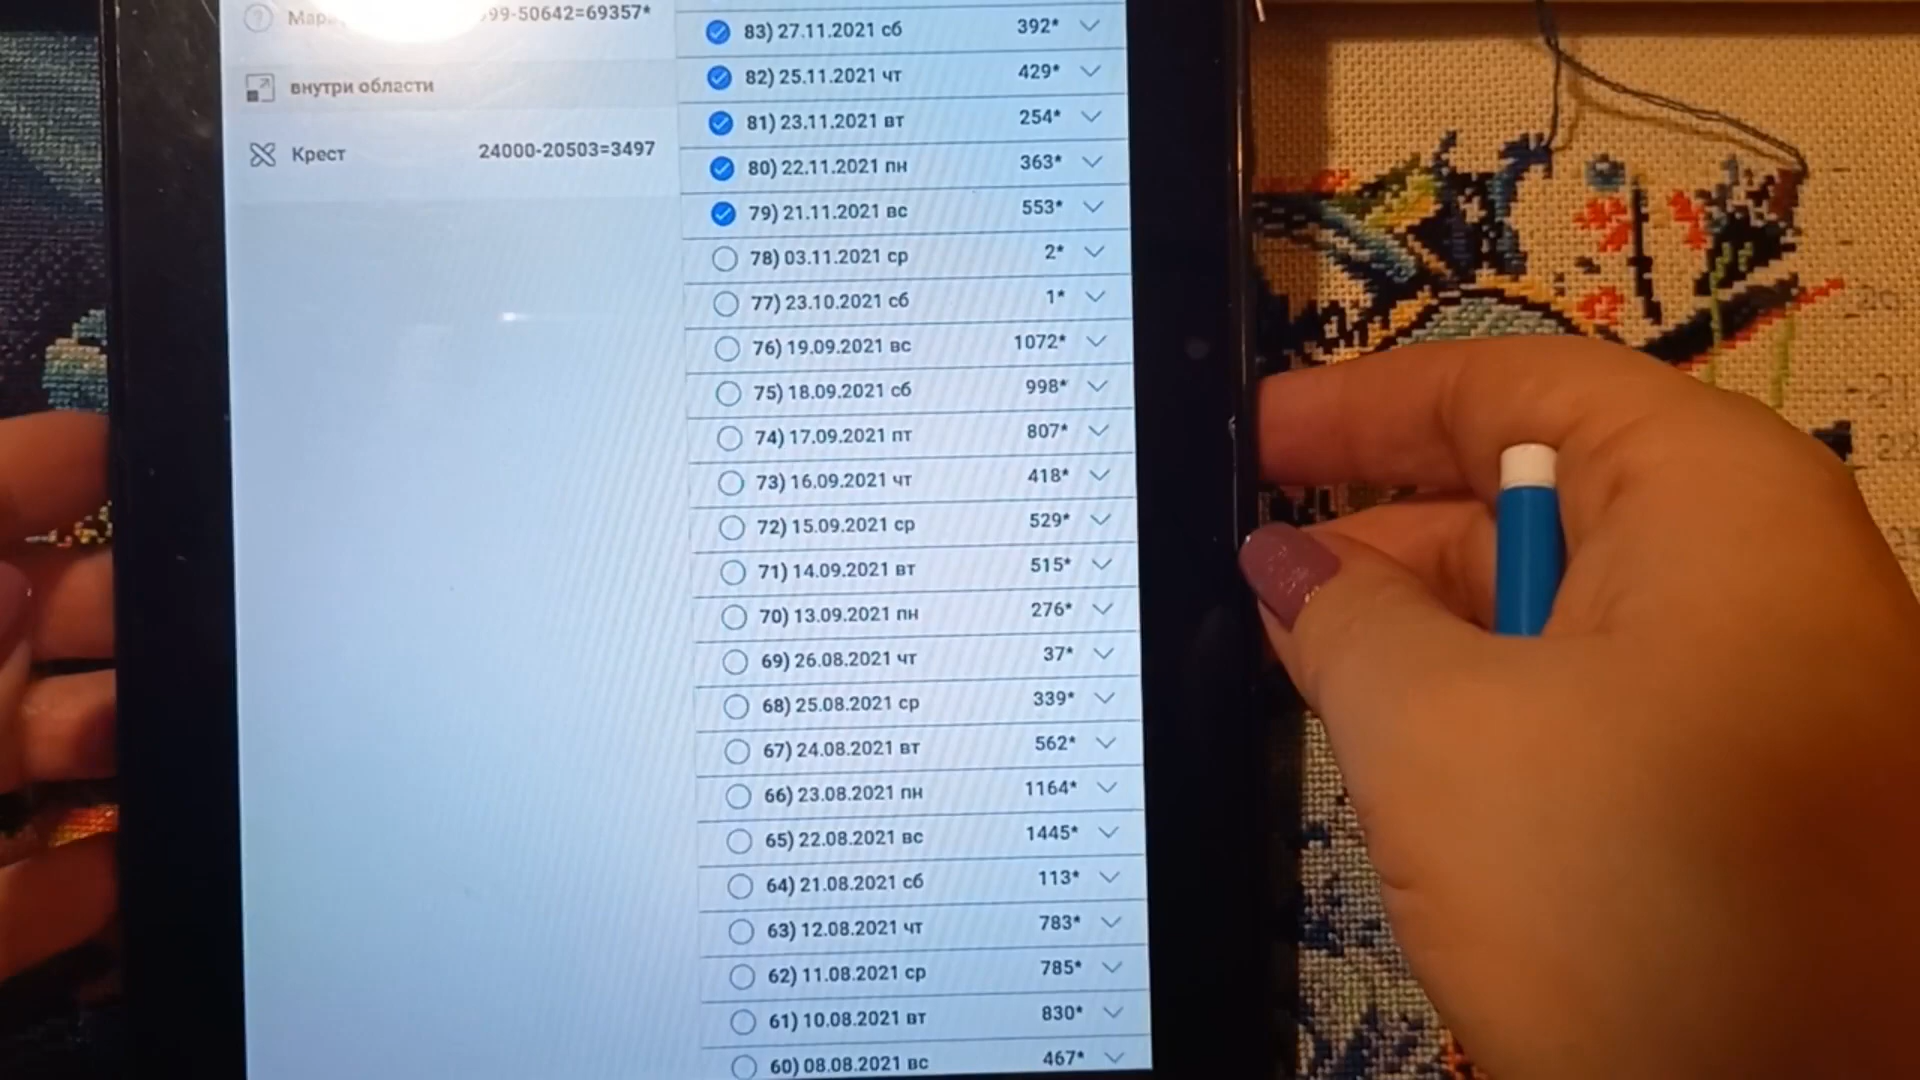 99-50642=69357*
внутри области
Крест 24000-20503=3497
83) 27.11.2021 сб 392*
82) 25.11.2021 чт 429*
81) 23.11.2021 вт 254*
80) 22.11.2021 пн 363*
79) 21.11.2021 вс 553*
78) 03.11.2021 ср 2*
77) 23.10.2021 сб 1*
76) 19.09.2021 вс 1072*
75) 18.09.2021 сб 998*
74) 17.09.2021 пт 807*
73) 16.09.2021 чт 418*
72) 15.09.2021 ср 529*
71) 14.09.2021 вт 515*
70) 13.09.2021 пн 276*
69) 26.08.2021 чт 37*
68) 25.08.2021 ср 339*
67) 24.08.2021 вт 562*
66) 23.08.2021 пн 1164*
65) 22.08.2021 вс 1445*
64) 21.08.2021 сб 113*
63) 12.08.2021 чт 783*
62) 11.08.2021 ср 785*
61) 10.08.2021 вт 830*
60) 08.08.2021 вс 467*